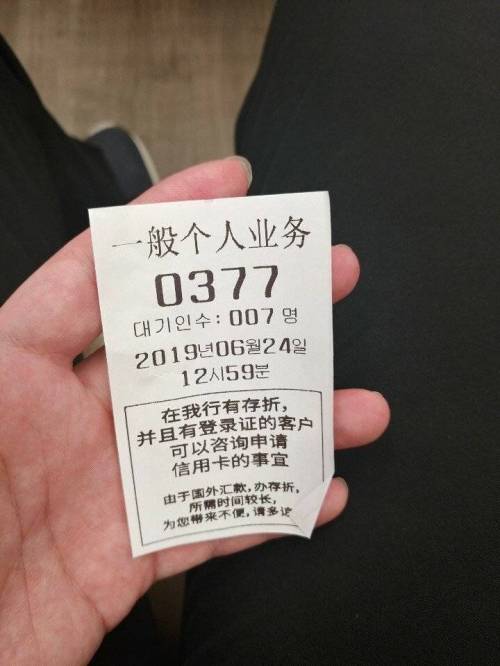 一般个人业务
0377
대기인수: 007 명
2019년06월24일
12시59분
在我行有存折，
并且有登录证的客户
可以咨询申请
信用卡的事宜
由于国外汇款，办存折，
所需时间较长，
为您带来不便，请多